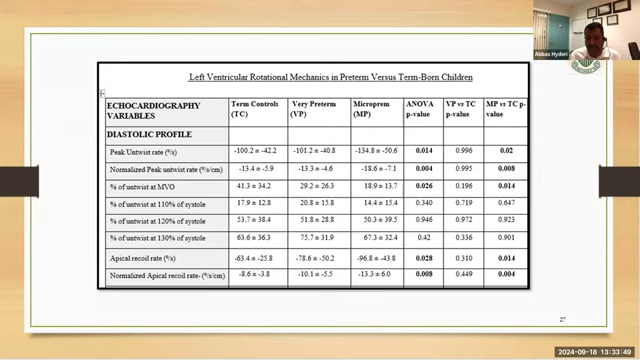 Abbas Hyderi
Left Ventricular Rotational Mechanics in Preterm Versus Term-Born Children
ECHOCARDIOGRAPHY VARIABLES Term Controls (TC) Very Preterm (VP) Microprem (MP) ANOVA p-value VP vs TC p-value MP vs TC p-value
DIASTOLIC PROFILE
Peak Untwist rate (⁰/s) -100.2 ± -42.2 -101.2 ± -40.8 -134.8 ± -50.6 0.014 0.996 0.02
Normalized Peak untwist rate (⁰/s/cm) -13.4 ± -5.9 -13.3 ± -4.6 -18.6 ± -7.1 0.004 0.995 0.008
% of untwist at MVO 41.3 ± 34.2 29.2 ± 26.3 18.9 ± 13.7 0.026 0.196 0.014
% of untwist at 110% of systole 17.9 ± 12.8 20.8 ± 15.8 14.4 ± 15.4 0.340 0.719 0.647
% of untwist at 120% of systole 53.7 ± 38.4 51.8 ± 28.8 50.3 ± 39.5 0.946 0.972 0.923
% of untwist at 130% of systole 63.6 ± 36.3 75.7 ± 31.9 67.3 ± 32.4 0.42 0.336 0.901
Apical recoil rate (⁰/s) -63.4 ± -25.8 -78.6 ± -50.2 -96.8 ± -43.8 0.028 0.310 0.014
Normalized Apical recoil rate- (⁰/s/cm) -8.6 ± -3.8 -10.1 ± -5.5 -13.3 ± 6.0 0.008 0.449 0.004
27
2024-09-18 13:33:49